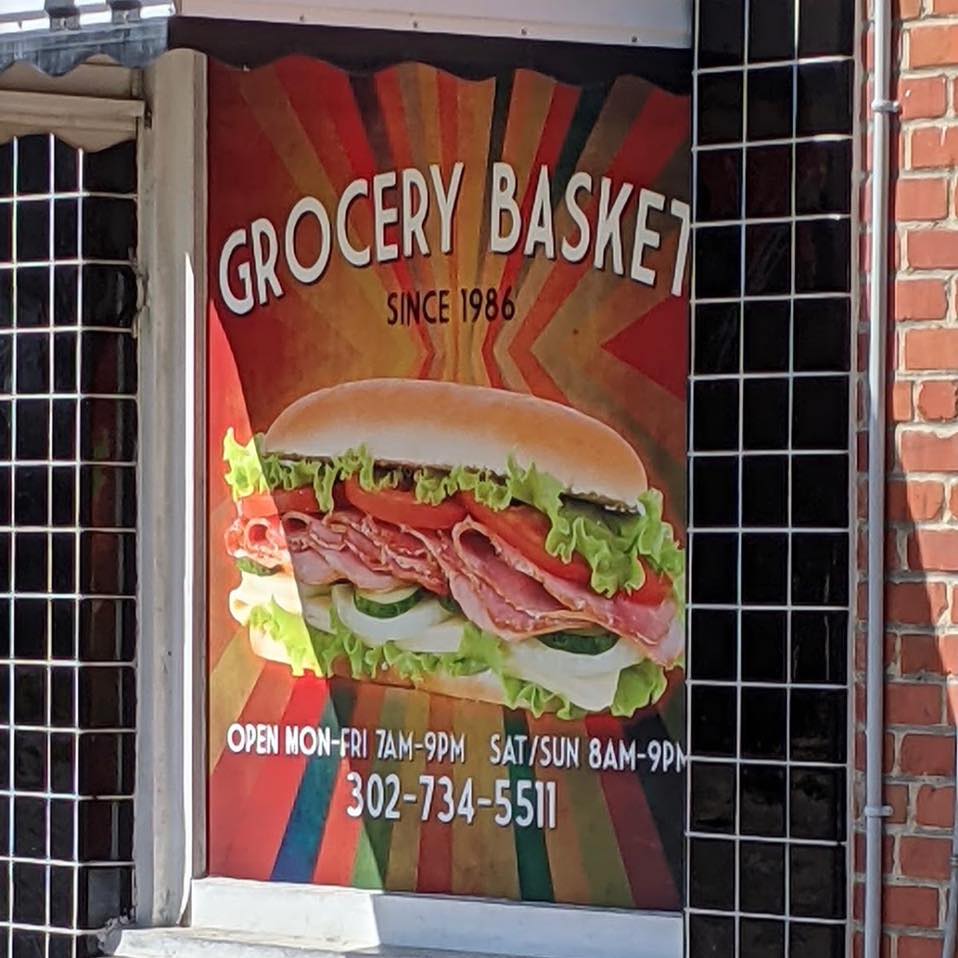 GROCERY BASKET
SINCE 1986
OPEN MON-FRI 7AM-9PM SAT/SUN 8AM-9PM
302-734-5511